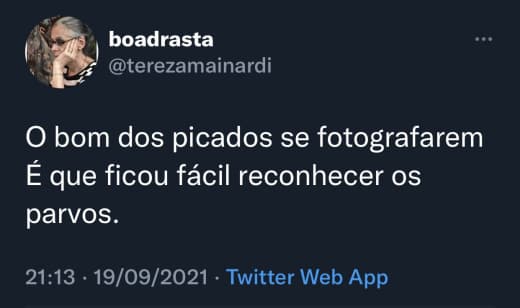 boadrasta
@terezamainardi
O bom dos picados se fotografarem
É que ficou fácil reconhecer os
parvos.
21:13 · 19/09/2021 · Twitter Web App